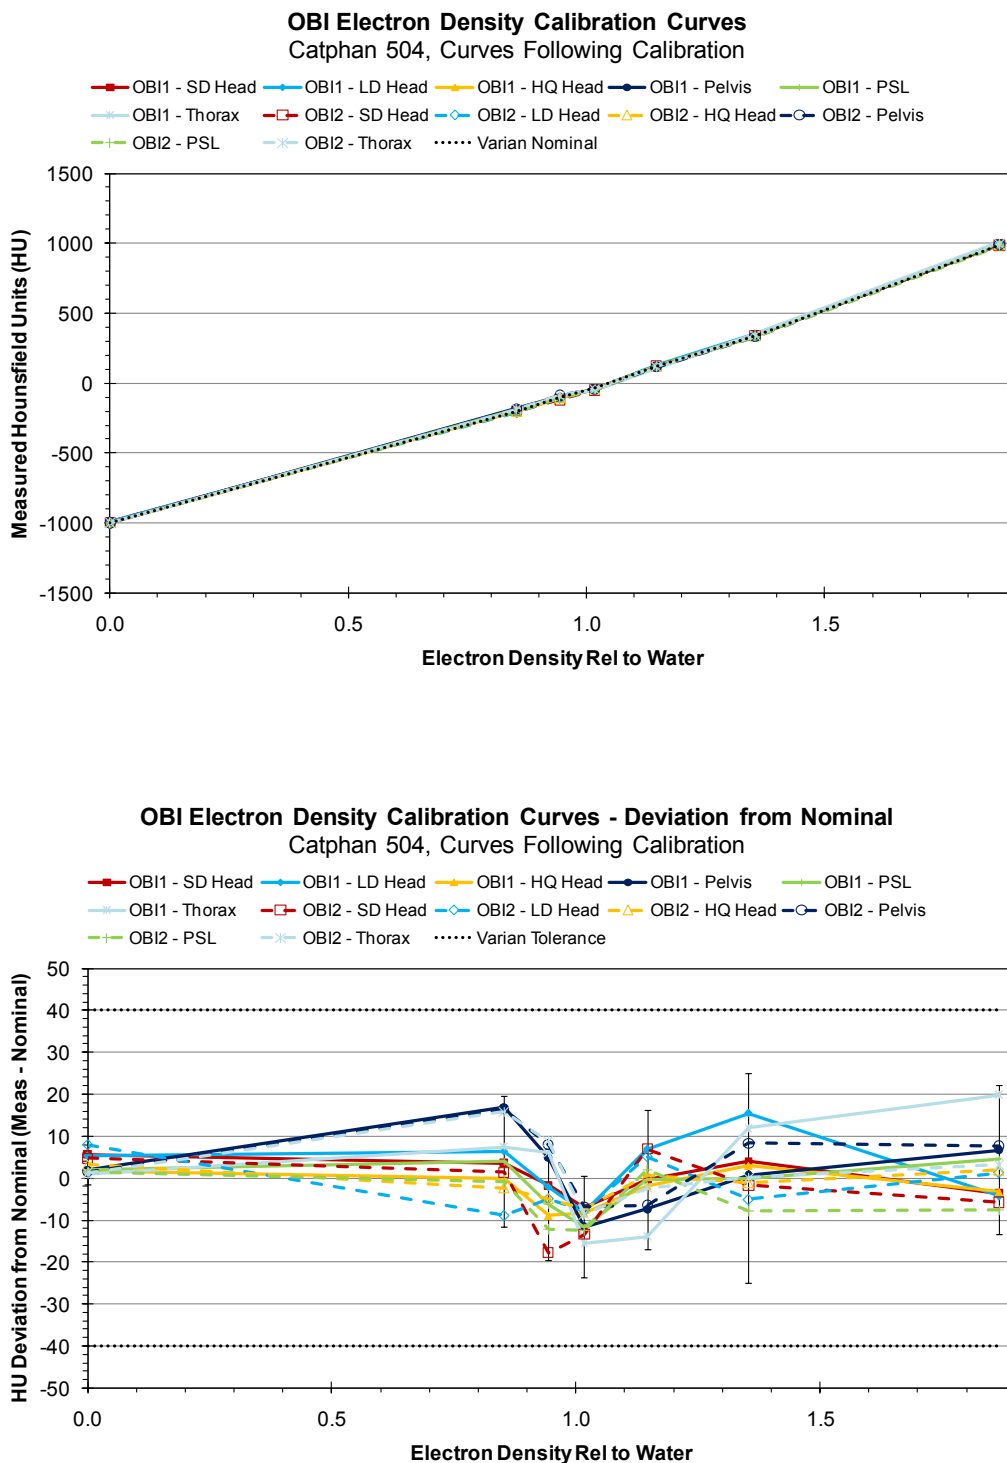 OBI Electron Density Calibration Curves
Catphan 504, Curves Following Calibration
OBI1 - SD Head OBI1 - LD Head OBI1 - HQ Head OBI1 - Pelvis OBI1 - PSL
OBI1 - Thorax OBI2 - SD Head OBI2 - LD Head OBI2 - HQ Head OBI2 - Pelvis
OBI2 - PSL OBI2 - Thorax Varian Nominal
1500
1000
500
0
-500
-1000
-1500
Measured Hounsfield Units (HU)
0.0 0.5 1.0 1.5
Electron Density Rel to Water
OBI Electron Density Calibration Curves - Deviation from Nominal
Catphan 504, Curves Following Calibration
OBI1 - SD Head OBI1 - LD Head OBI1 - HQ Head OBI1 - Pelvis OBI1 - PSL
OBI1 - Thorax OBI2 - SD Head OBI2 - LD Head OBI2 - HQ Head OBI2 - Pelvis
OBI2 - PSL OBI2 - Thorax Varian Tolerance
50
40
30
20
10
0
-10
-20
-30
-40
-50
HU Deviation from Nominal (Meas - Nominal)
0.0 0.5 1.0 1.5
Electron Density Rel to Water